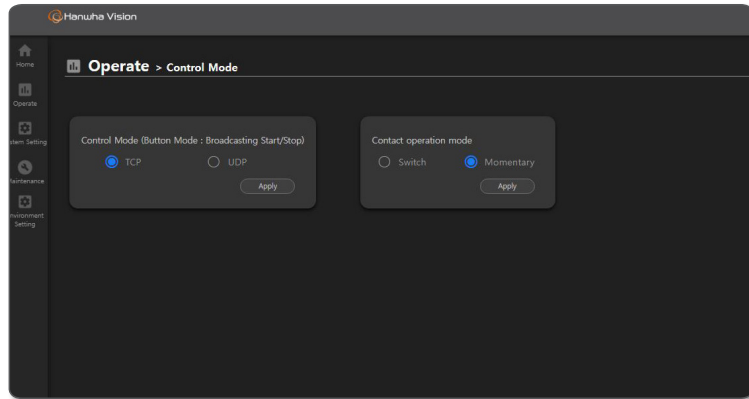 Hanwha Vision
Home
Operate
stem Setting
aintenance
nvironment
Setting
Operate > Control Mode
Control Mode (Button Mode : Broadcasting Start/Stop)
TCP
UDP
Apply
Contact operation mode
Switch
Momentary
Apply